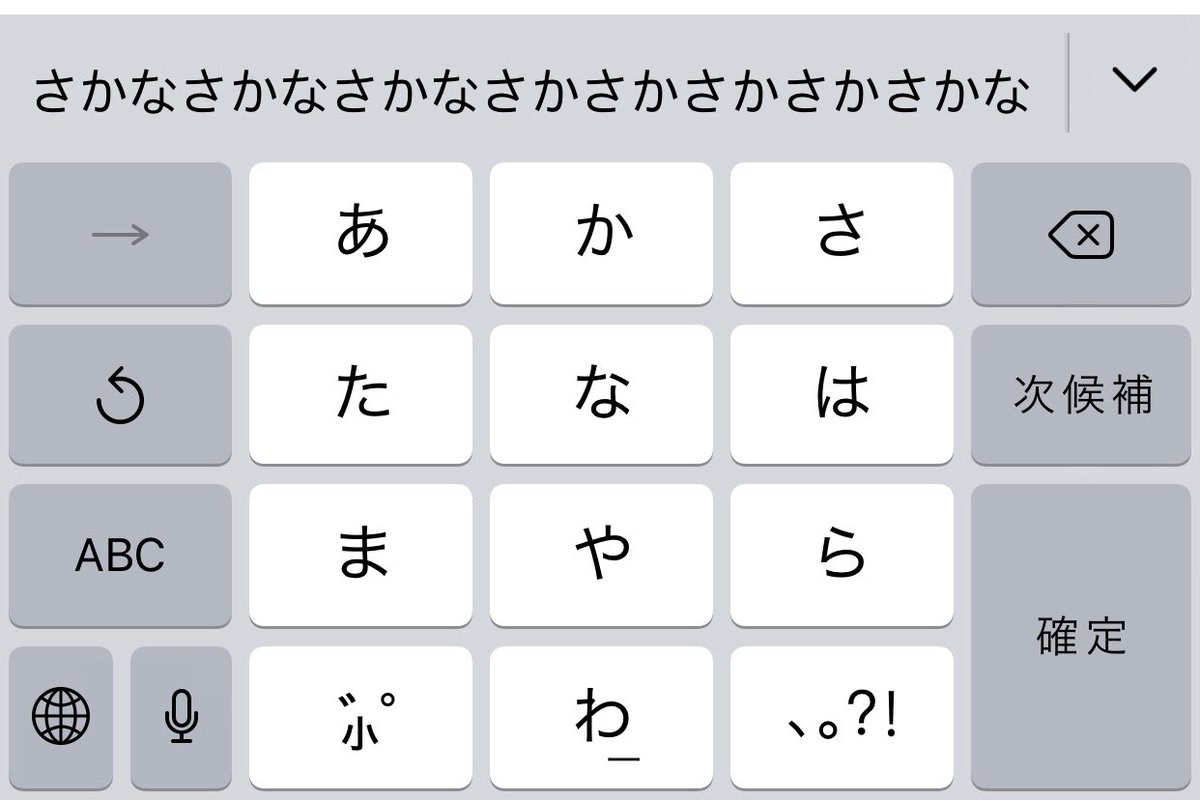 さかなさかなさかなさかさかさかさかさかな
→ あ か さ
た な は 次候補
ABC ま や ら
確定
゛゜小 わ_ 、。?!